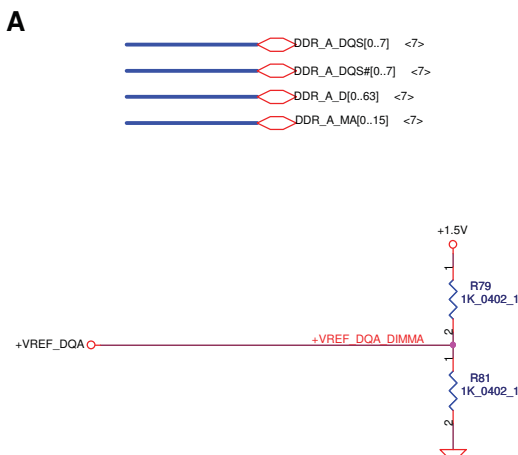 A
DDR_A_DQS[0..7] <7>
DDR_A_DQS#[0..7] <7>
DDR_A_D[0..63] <7>
DDR_A_MA[0..15] <7>
+1.5V
1
R79
1K_0402_1
2
+VREF_DQA
+VREF_DQA_DIMMA
1
R81
1K_0402_1
2